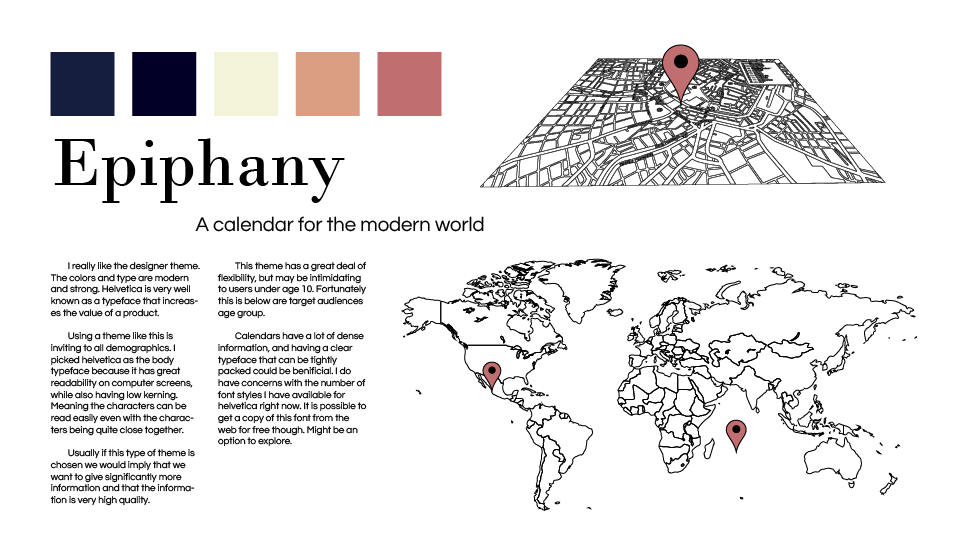 Epiphany
A calendar for the modern world
I really like the designer theme.
The colors and type are modern
and strong. Helvetica is very well
known as a typeface that increas-
es the value of a product.
Using a theme like this is
inviting to all demographics. I
picked helvetica as the body
typeface because it has great
readability on computer screens,
while also having low kerning.
Meaning the characters can be
read easily even with the charac-
ters being quite close together.
Usually if this type of theme is
chosen we would imply that we
want to give significantly more
information and that the informa-
tion is very high quality.
This theme has a great deal of
flexibility, but may be intimidating
to users under age 10. Fortunately
this is below are target audiences
age group.
Calendars have a lot of dense
information, and having a clear
typeface that can be tightly
packed could be benificial. I do
have concerns with the number of
font styles I have available for
helvetica right now. It is possible to
get a copy of this font from the
web for free though. Might be an
option to explore.